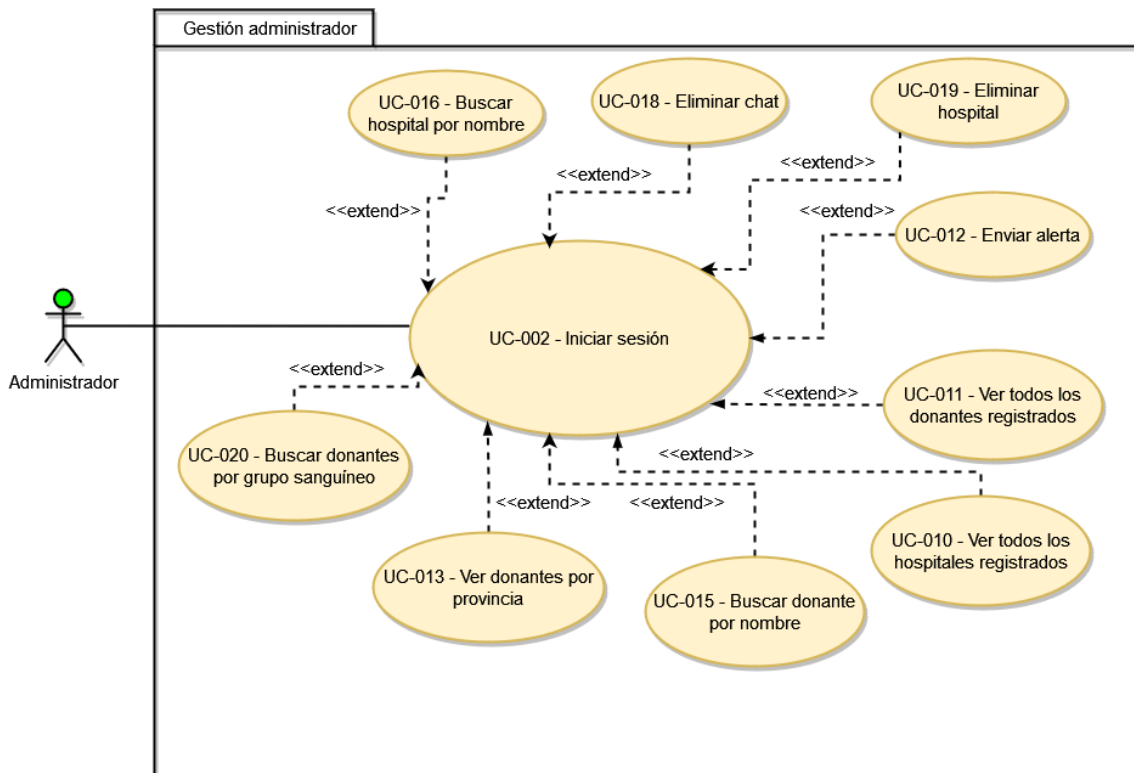 Gestión administrador
UC-016 - Buscar
hospital por nombre
UC-018 - Eliminar chat
UC-019 - Eliminar
hospital
<<extend>>
<<extend>>
<<extend>>
<<extend>>
UC-012 - Enviar alerta
UC-002 - Iniciar sesión
Administrador
<<extend>>
<<extend>>
UC-011 - Ver todos los
donantes registrados
UC-020 - Buscar donantes
por grupo sanguíneo
<<extend>>
<<extend>>
<<extend>>
UC-010 - Ver todos los
hospitales registrados
UC-013 - Ver donantes por
provincia
UC-015 - Buscar donante
por nombre